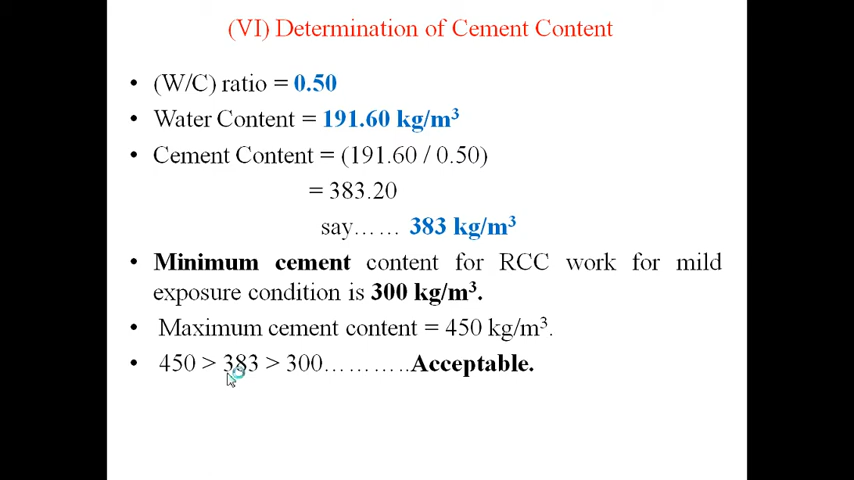 (VI) Determination of Cement Content
• (W/C) ratio = 0.50
• Water Content = 191.60 kg/m³
• Cement Content = (191.60 / 0.50)
= 383.20
say…… 383 kg/m³
• Minimum cement content for RCC work for mild
exposure condition is 300 kg/m³.
• Maximum cement content = 450 kg/m³.
• 450 > 383 > 300………..Acceptable.